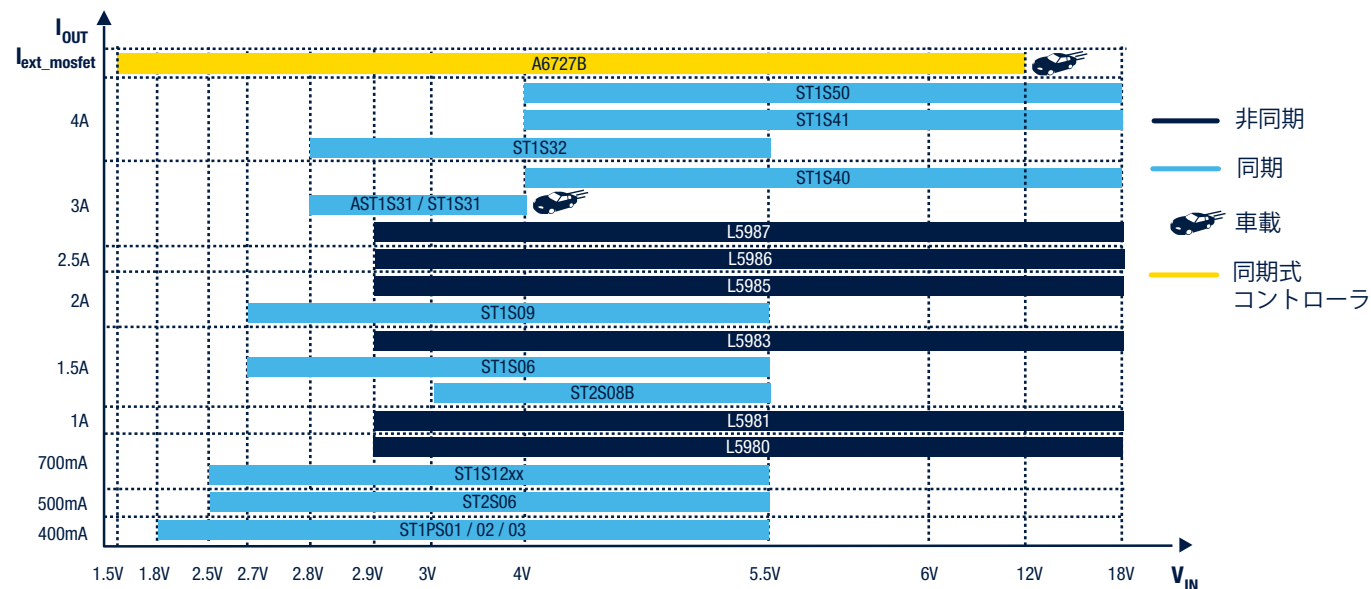 IOUT
Iext_mosfet
A6727B
ST1S50
4A
ST1S41
ST1S32
ST1S40
3A
AST1S31 / ST1S31
L5987
2.5A
L5986
2A
L5985
ST1S09
L5983
1.5A
ST1S06
ST2S08B
1A
L5981
L5980
700mA
ST1S12xx
500mA
ST2S06
400mA
ST1PS01 / 02 / 03
1.5V 1.8V 2.5V 2.7V 2.8V 2.9V 3V 4V 5.5V 6V 12V 18V VIN
非同期
同期
車載
同期式
コントローラ